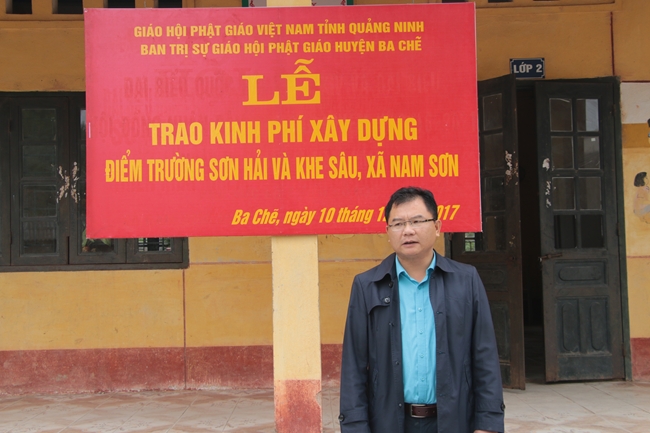 GIÁO HỘI PHẬT GIÁO VIỆT NAM TỈNH QUẢNG NINH
BAN TRỊ SỰ GIÁO HỘI PHẬT GIÁO HUYỆN BA CHẼ
LỄ
TRAO KINH PHÍ XÂY DỰNG
ĐIỂM TRƯỜNG SƠN HẢI VÀ KHE SÂU, XÃ NAM SƠN
Ba Chẽ, ngày 10 tháng 2017
LỚP 2